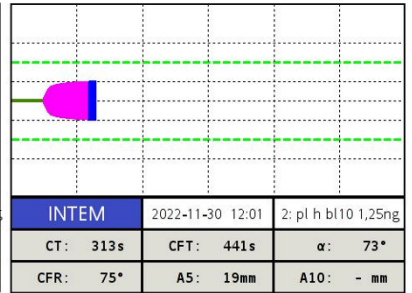 INTEM 2022-11-30 12:01 2: pl h bl10 1,25ng
CT: 313s CFT: 441s α: 73°
CFR: 75° A5: 19mm A10: - mm